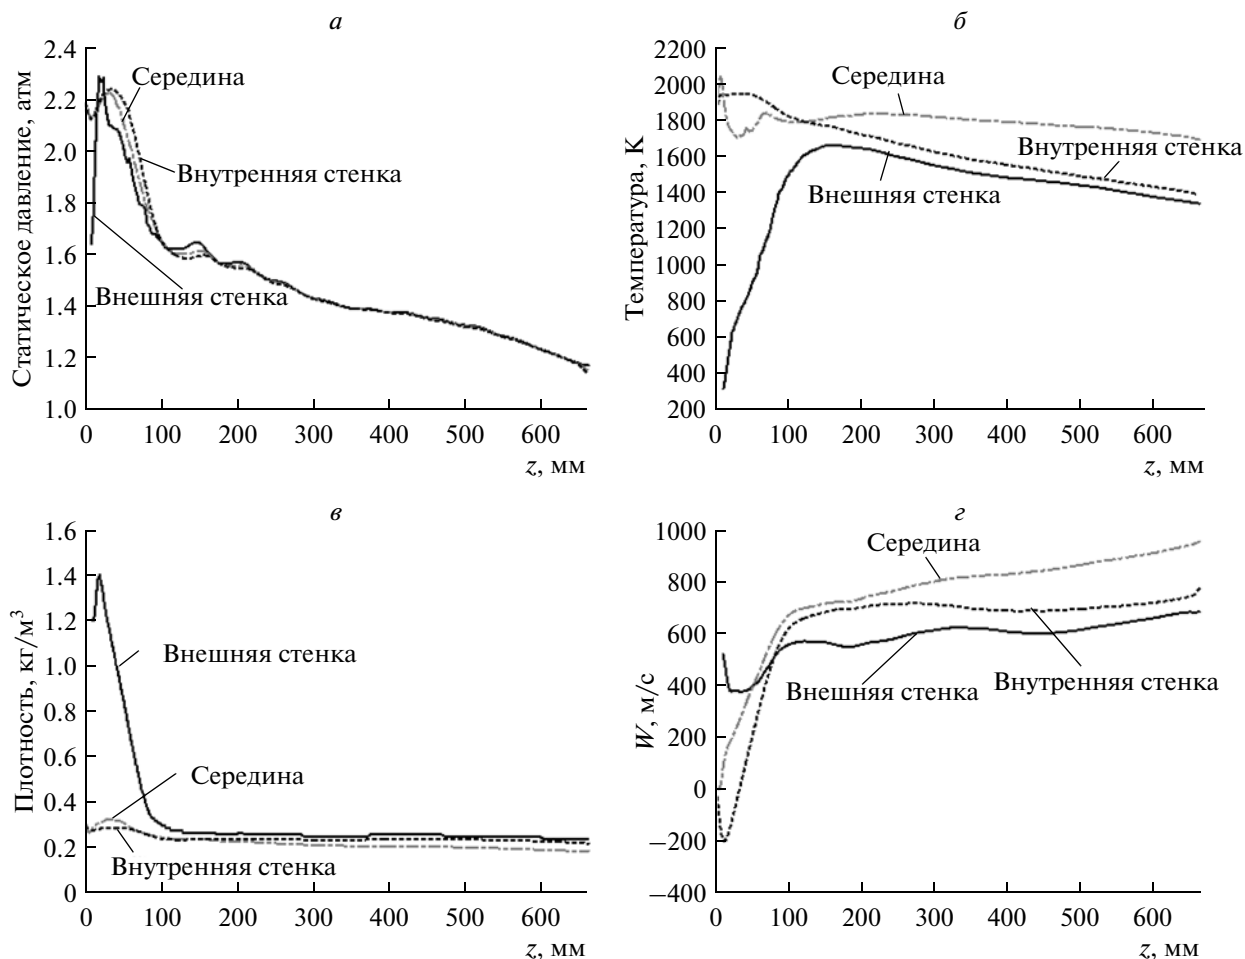 а
Статическое давление, атм
2.4
2.2
2.0
1.8
1.6
1.4
1.2
1.0
Середина
Внутренняя стенка
Внешняя стенка
0 100 200 300 400 500 600
z, мм
б
Температура, К
2200
2000
1800
1600
1400
1200
1000
800
600
400
200
Середина
Внутренняя стенка
Внешняя стенка
0 100 200 300 400 500 600
z, мм
в
Плотность, кг/м³
1.6
1.4
1.2
1.0
0.8
0.6
0.4
0.2
0
Внешняя стенка
Середина
Внутренняя стенка
0 100 200 300 400 500 600
z, мм
г
W, м/с
1000
800
600
400
200
0
−200
−400
Середина
Внутренняя стенка
Внешняя стенка
0 100 200 300 400 500 600
z, мм